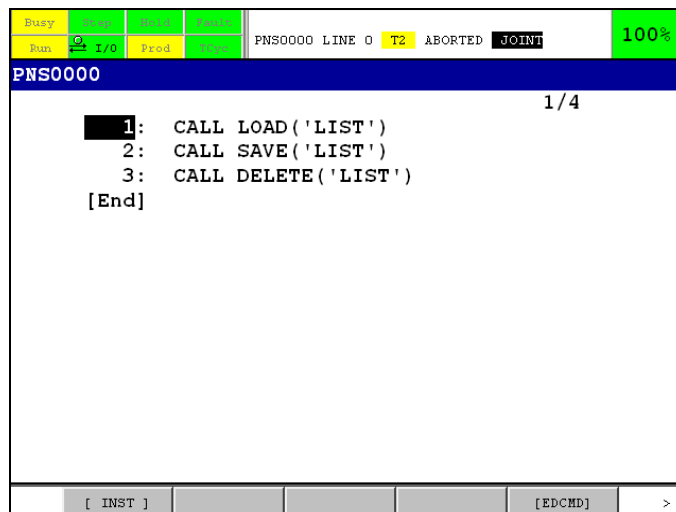 Busy Step Hold Fault
Run I/O Prod TCyc
PNS0000 LINE 0 T2 ABORTED JOINT
100%
PNS0000
1/4
1: CALL LOAD('LIST')
2: CALL SAVE('LIST')
3: CALL DELETE('LIST')
[End]
[ INST ] [EDCMD] >